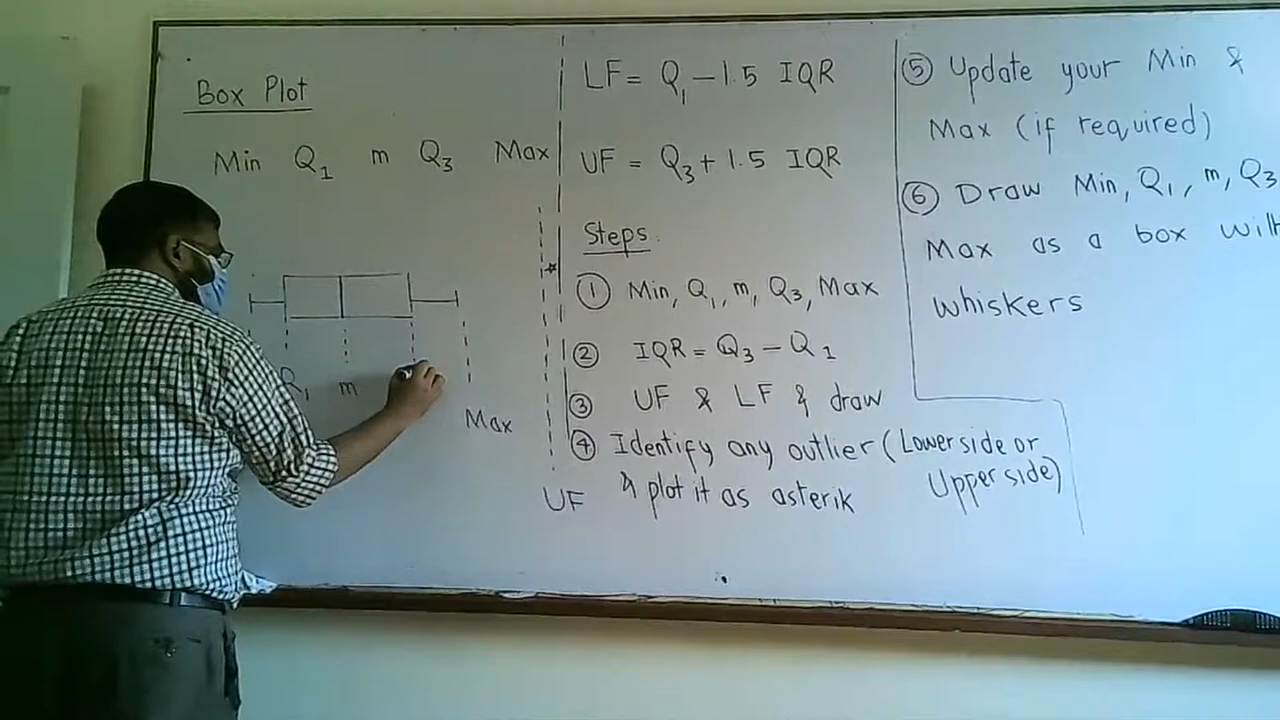 Box Plot
Min Q1 m Q3 Max
Q1 m
Max
UF
LF = Q1 - 1.5 IQR
UF = Q3 + 1.5 IQR
Steps.
① Min, Q1, m, Q3, Max
② IQR = Q3 - Q1
③ UF & LF & draw
④ Identify any outlier (Lower side or
Upper side)
& plot it as asterik
⑤ Update your Min &
Max (if required)
⑥ Draw Min, Q1, m, Q3
Max as a box with
whiskers